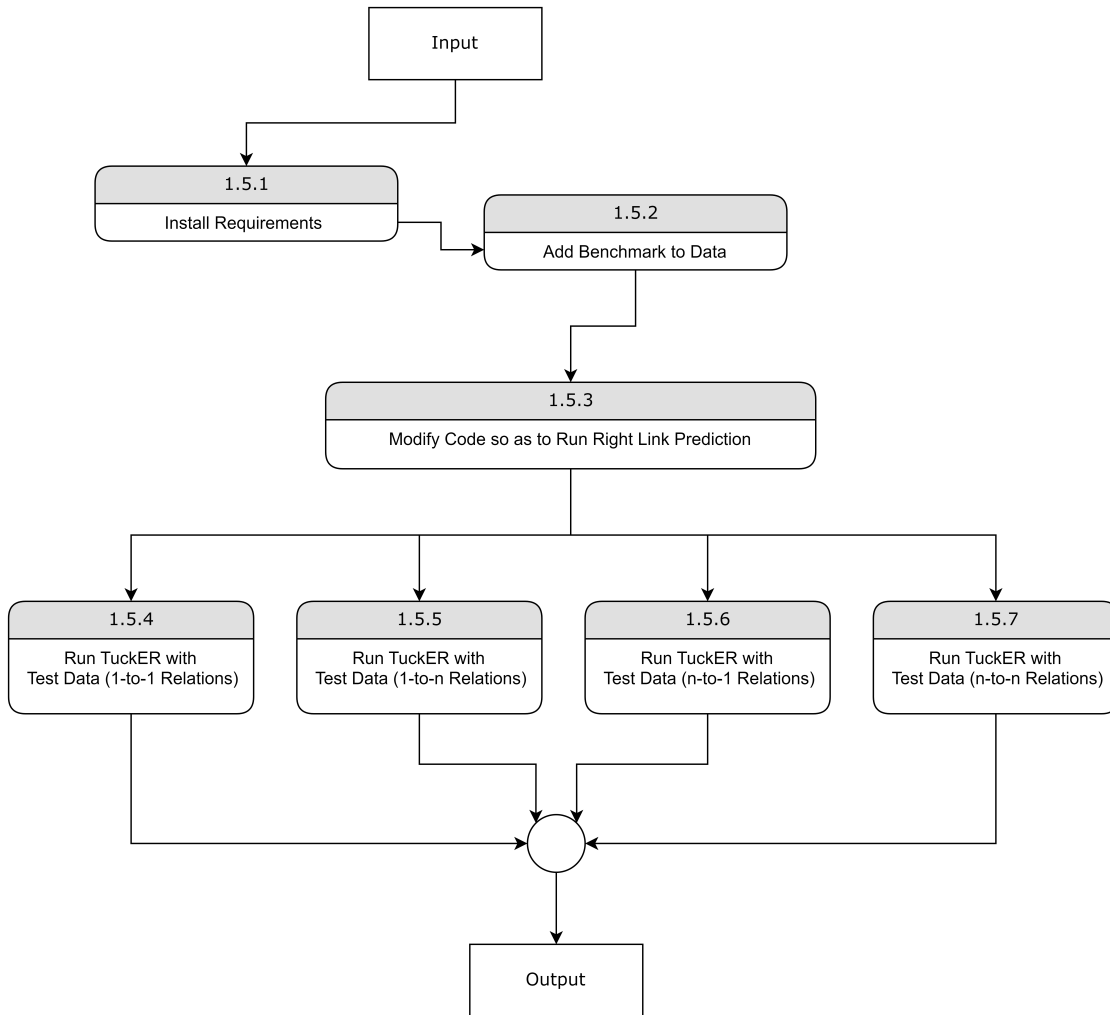 Input
1.5.1
Install Requirements
1.5.2
Add Benchmark to Data
1.5.3
Modify Code so as to Run Right Link Prediction
1.5.4
Run TuckER with
Test Data (1-to-1 Relations)
1.5.5
Run TuckER with
Test Data (1-to-n Relations)
1.5.6
Run TuckER with
Test Data (n-to-1 Relations)
1.5.7
Run TuckER with
Test Data (n-to-n Relations)
Output